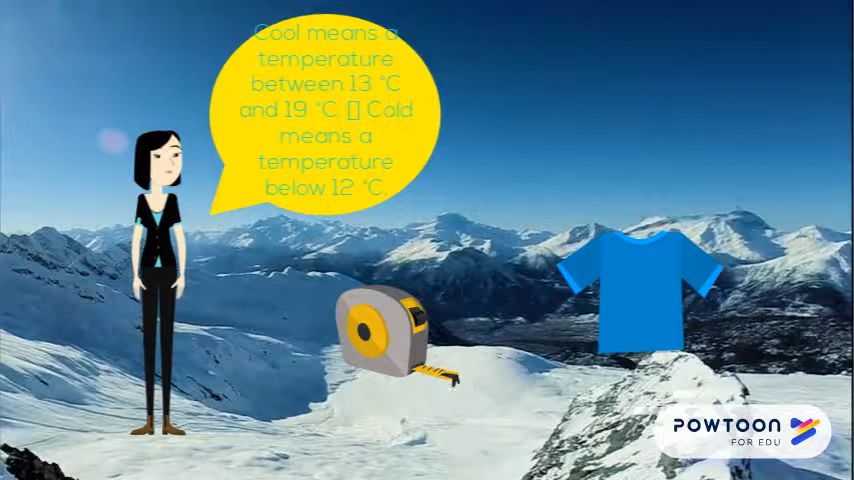 Cool means a
temperature
between 13 °C
and 19 °C. [] Cold
means a
temperature
below 12 °C.
POWTOON
FOR EDU